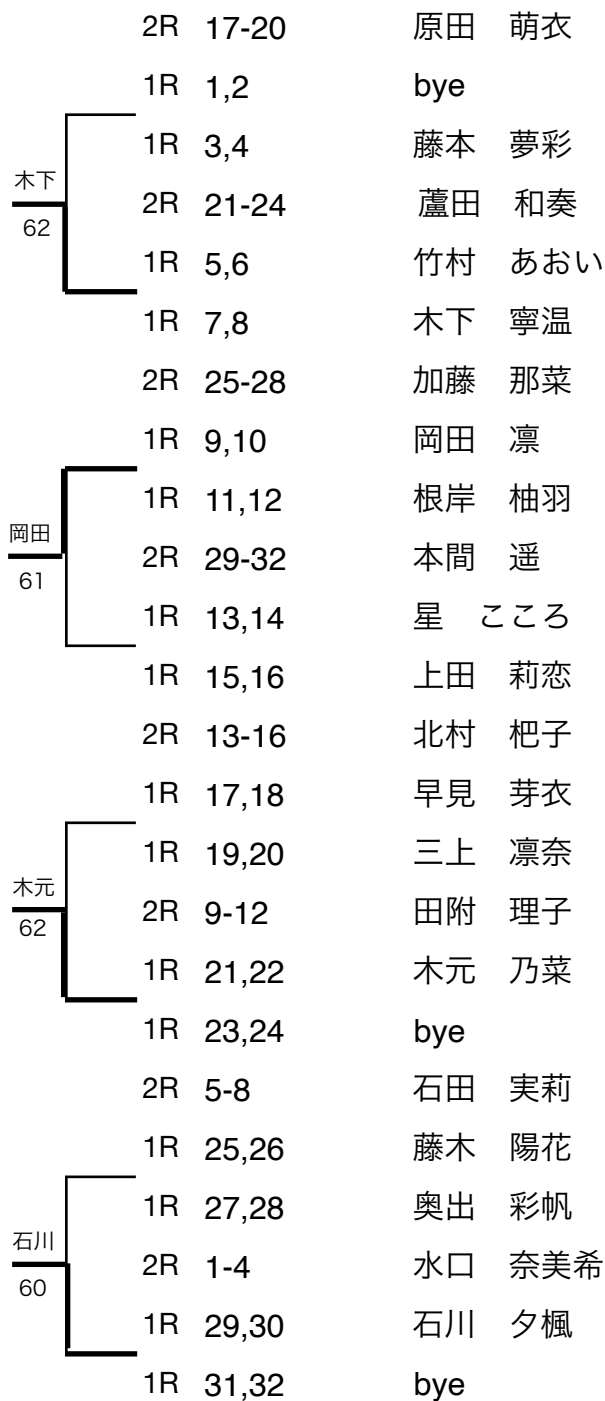 2R 17-20 原田 萌衣
1R 1,2 bye
1R 3,4 藤本 夢彩
木下
2R 21-24 蘆田 和奏
62
1R 5,6 竹村 あおい
1R 7,8 木下 寧温
2R 25-28 加藤 那菜
1R 9,10 岡田 凛
1R 11,12 根岸 柚羽
岡田
2R 29-32 本間 遥
61
1R 13,14 星 こころ
1R 15,16 上田 莉恋
2R 13-16 北村 杷子
1R 17,18 早見 芽衣
1R 19,20 三上 凛奈
木元
2R 9-12 田附 理子
62
1R 21,22 木元 乃菜
1R 23,24 bye
2R 5-8 石田 実莉
1R 25,26 藤木 陽花
1R 27,28 奥出 彩帆
石川
2R 1-4 水口 奈美希
60
1R 29,30 石川 夕楓
1R 31,32 bye